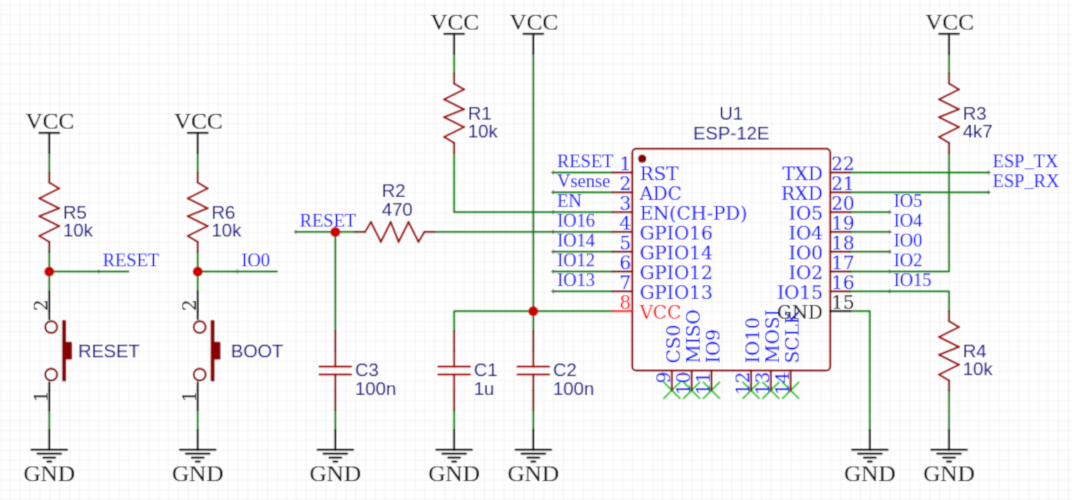 VCC
VCC
VCC
VCC
VCC
R5
10k
RESET
2
1
RESET
GND
R6
10k
IO0
2
1
BOOT
GND
RESET
R2
470
C3
100n
GND
R1
10k
C1
1u
GND
C2
100n
GND
U1
ESP-12E
RESET 1 RST
Vsense 2 ADC
EN 3 EN(CH-PD)
IO16 4 GPIO16
IO14 5 GPIO14
IO12 6 GPIO12
IO13 7 GPIO13
8 VCC
TXD 22 ESP_TX
RXD 21 ESP_RX
IO5 20 IO5
IO4 19 IO4
IO0 18 IO0
IO2 17 IO2
IO15 16 IO15
GND 15
CS0 9
MISO 10
IO9 11
IO10 12
MOSI 13
SCLK 14
R3
4k7
R4
10k
GND
GND